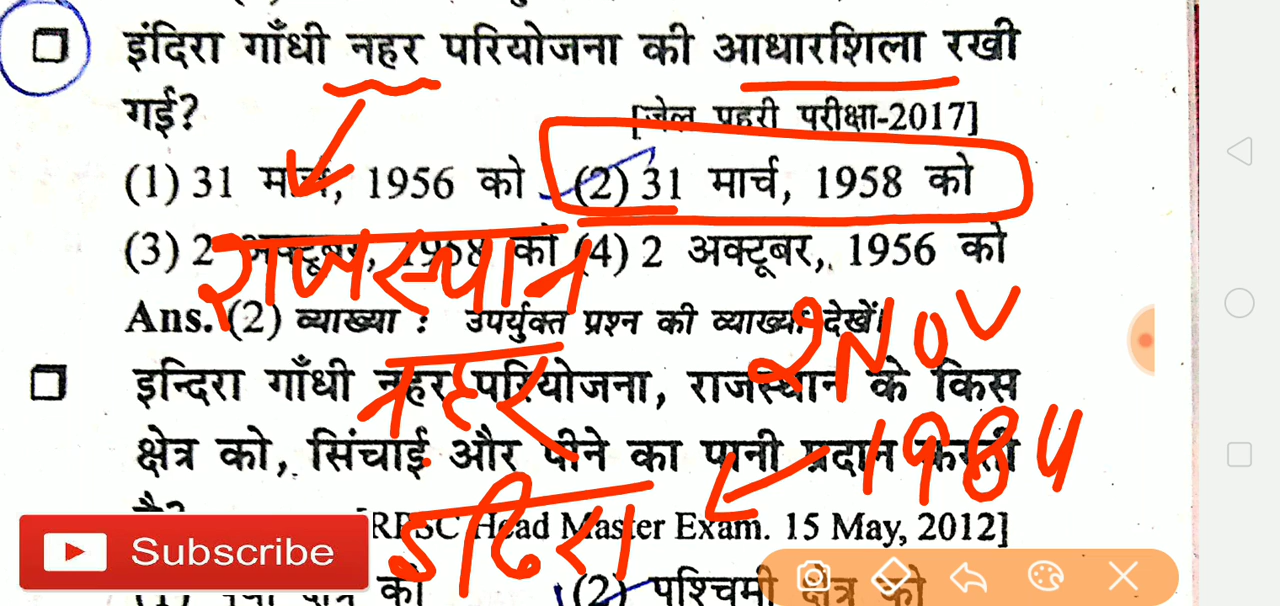 इंदिरा गाँधी नहर परियोजना की आधारशिला रखी
गई? [जेल प्रहरी परीक्षा-2017]
(1) 31 मार्च, 1956 को (2) 31 मार्च, 1958 को
(3) 2 अक्टूबर, 1958 को (4) 2 अक्टूबर, 1956 को
राजस्थान
Ans. (2) व्याख्या : उपर्युक्त प्रश्न की व्याख्या देखें।
2 NOV
नहर
इन्दिरा गाँधी नहर परियोजना, राजस्थान के किस
क्षेत्र को, सिंचाई और पीने का पानी प्रदान करती
1984
है?
[RPSC Head Master Exam. 15 May, 2012]
Subscribe
(2) पश्चिमी क्षेत्र को